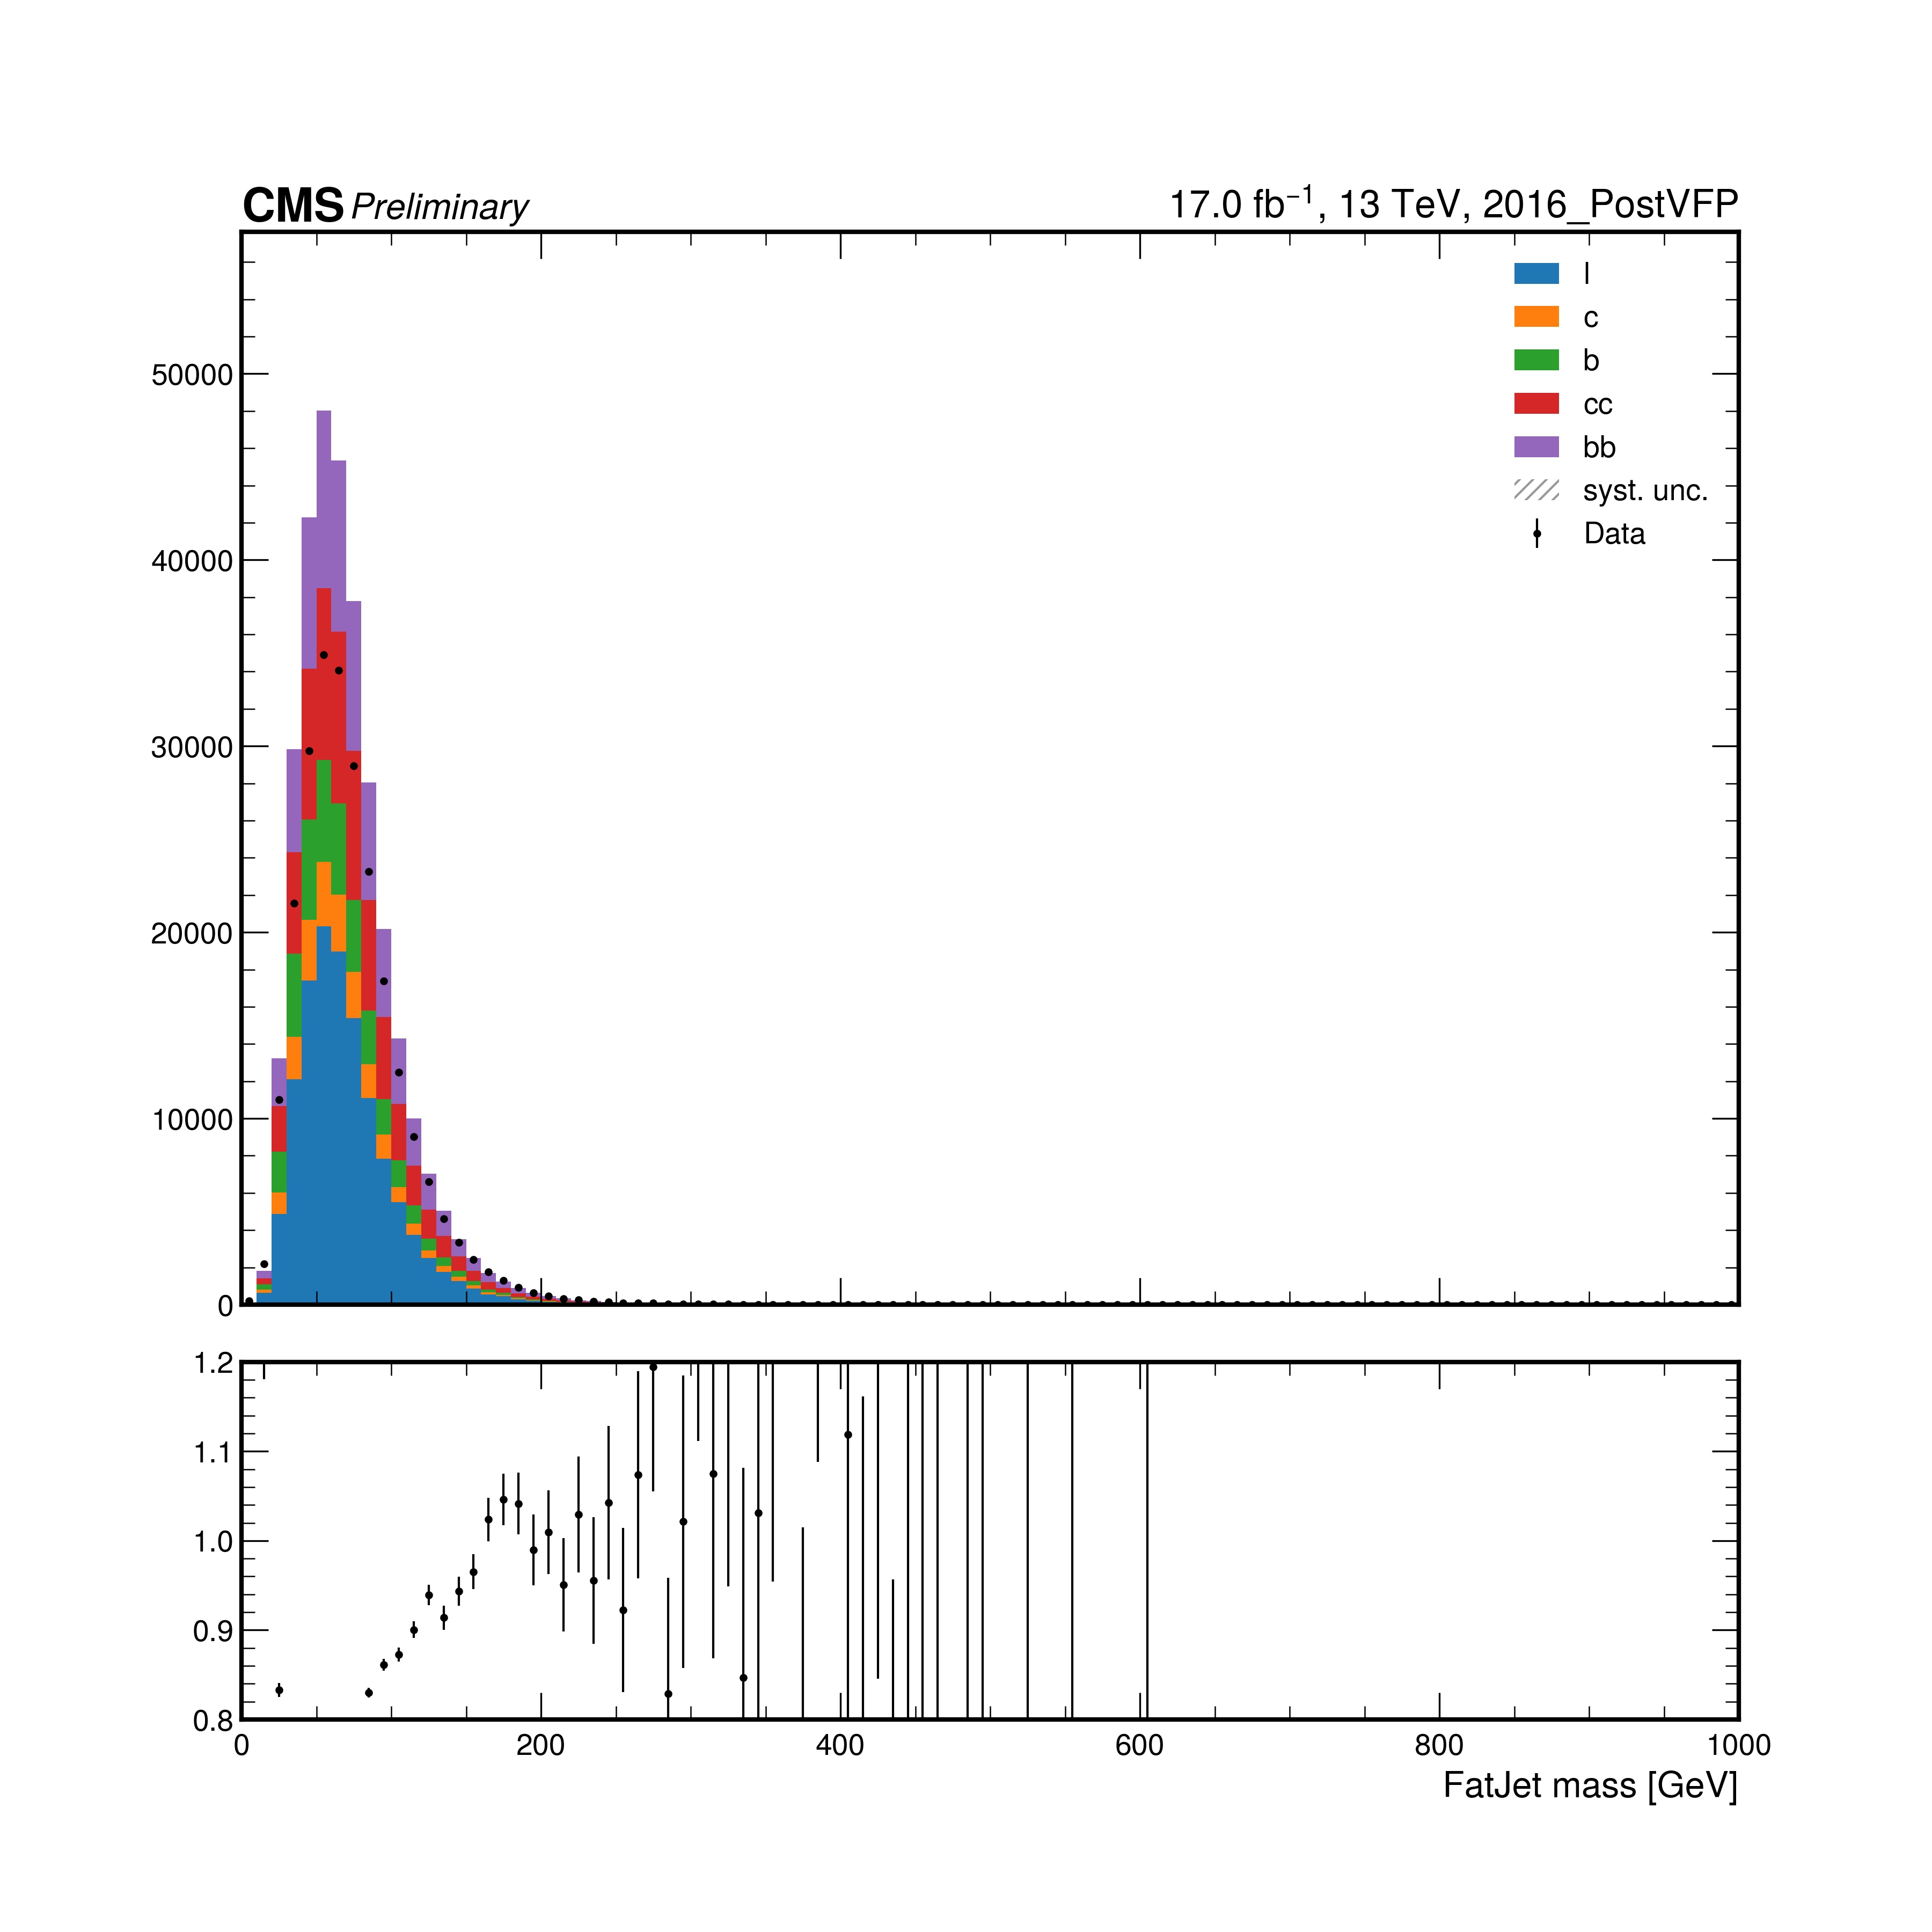 CMS Preliminary 17.0 fb⁻¹, 13 TeV, 2016_PostVFP
l
c
b
cc
bb
syst. unc.
Data
50000
40000
30000
20000
10000
0
1.2
1.1
1.0
0.9
0.8
0 200 400 600 800 1000
FatJet mass [GeV]